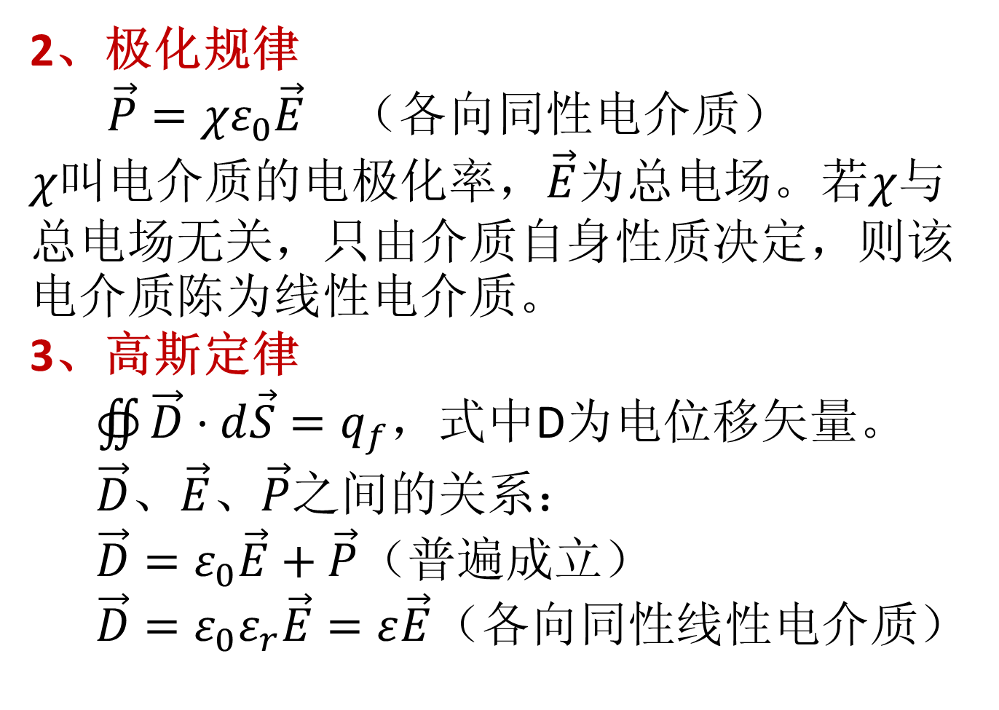 2、极化规律
$\vec{P} = \chi\varepsilon_0\vec{E}$ （各向同性电介质）
χ叫电介质的电极化率，$\vec{E}$为总电场。若χ与
总电场无关，只由介质自身性质决定，则该
电介质陈为线性电介质。
3、高斯定律
$\oiint \vec{D} \cdot d\vec{S} = q_f$，式中D为电位移矢量。
$\vec{D}$、$\vec{E}$、$\vec{P}$之间的关系：
$\vec{D} = \varepsilon_0\vec{E} + \vec{P}$（普遍成立）
$\vec{D} = \varepsilon_0\varepsilon_r\vec{E} = \varepsilon\vec{E}$（各向同性线性电介质）